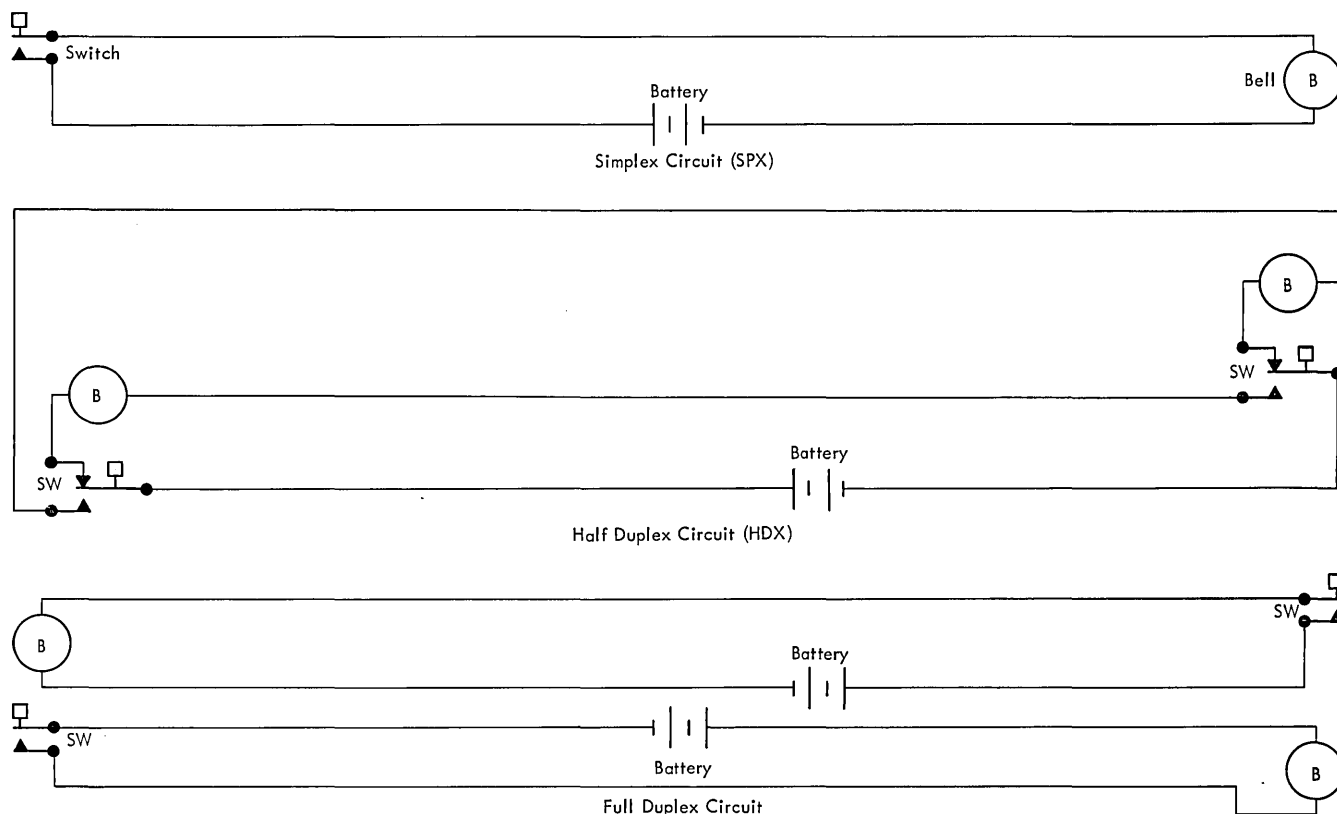 Switch
Battery
Bell
B
Simplex Circuit (SPX)
B
SW
B
SW
Battery
Half Duplex Circuit (HDX)
SW
B
Battery
SW
Battery
B
Full Duplex Circuit